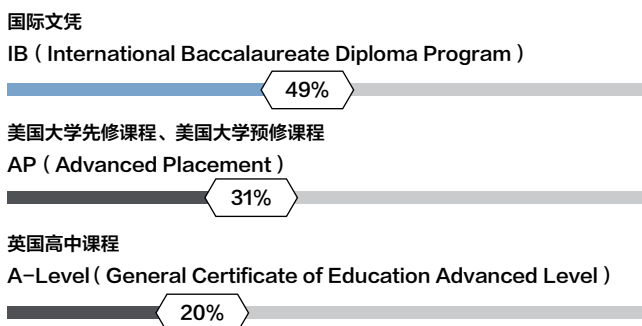 国际文凭
IB（International Baccalaureate Diploma Program）
49%
美国大学先修课程、美国大学预修课程
AP（Advanced Placement）
31%
英国高中课程
A-Level（General Certificate of Education Advanced Level）
20%